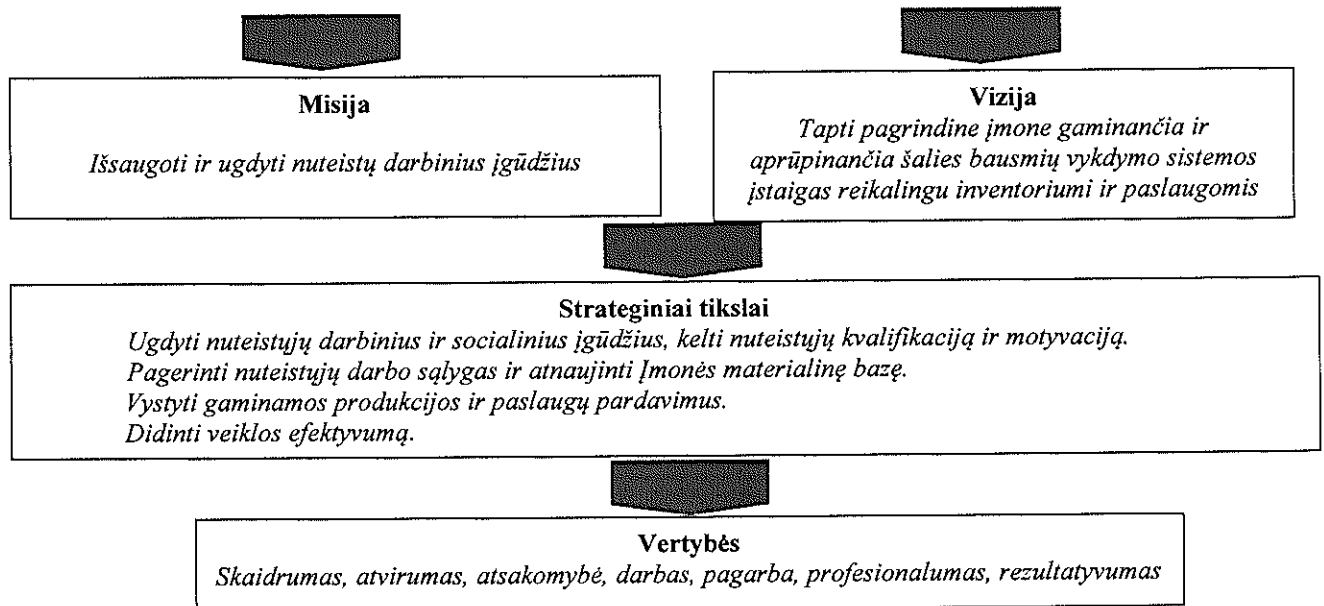 Misija
Išsaugoti ir ugdyti nuteistų darbinius įgūdžius
Vizija
Tapti pagrindine įmone gaminančia ir
aprūpinančia šalies bausmių vykdymo sistemos
įstaigas reikalingu inventoriumi ir paslaugomis
Strateginiai tikslai
Ugdyti nuteistųjų darbinius ir socialinius įgūdžius, kelti nuteistųjų kvalifikaciją ir motyvaciją.
Pagerinti nuteistųjų darbo sąlygas ir atnaujinti Įmonės materialinę bazę.
Vystyti gaminamos produkcijos ir paslaugų pardavimus.
Didinti veiklos efektyvumą.
Vertybės
Skaidrumas, atvirumas, atsakomybė, darbas, pagarba, profesionalumas, rezultatyvumas